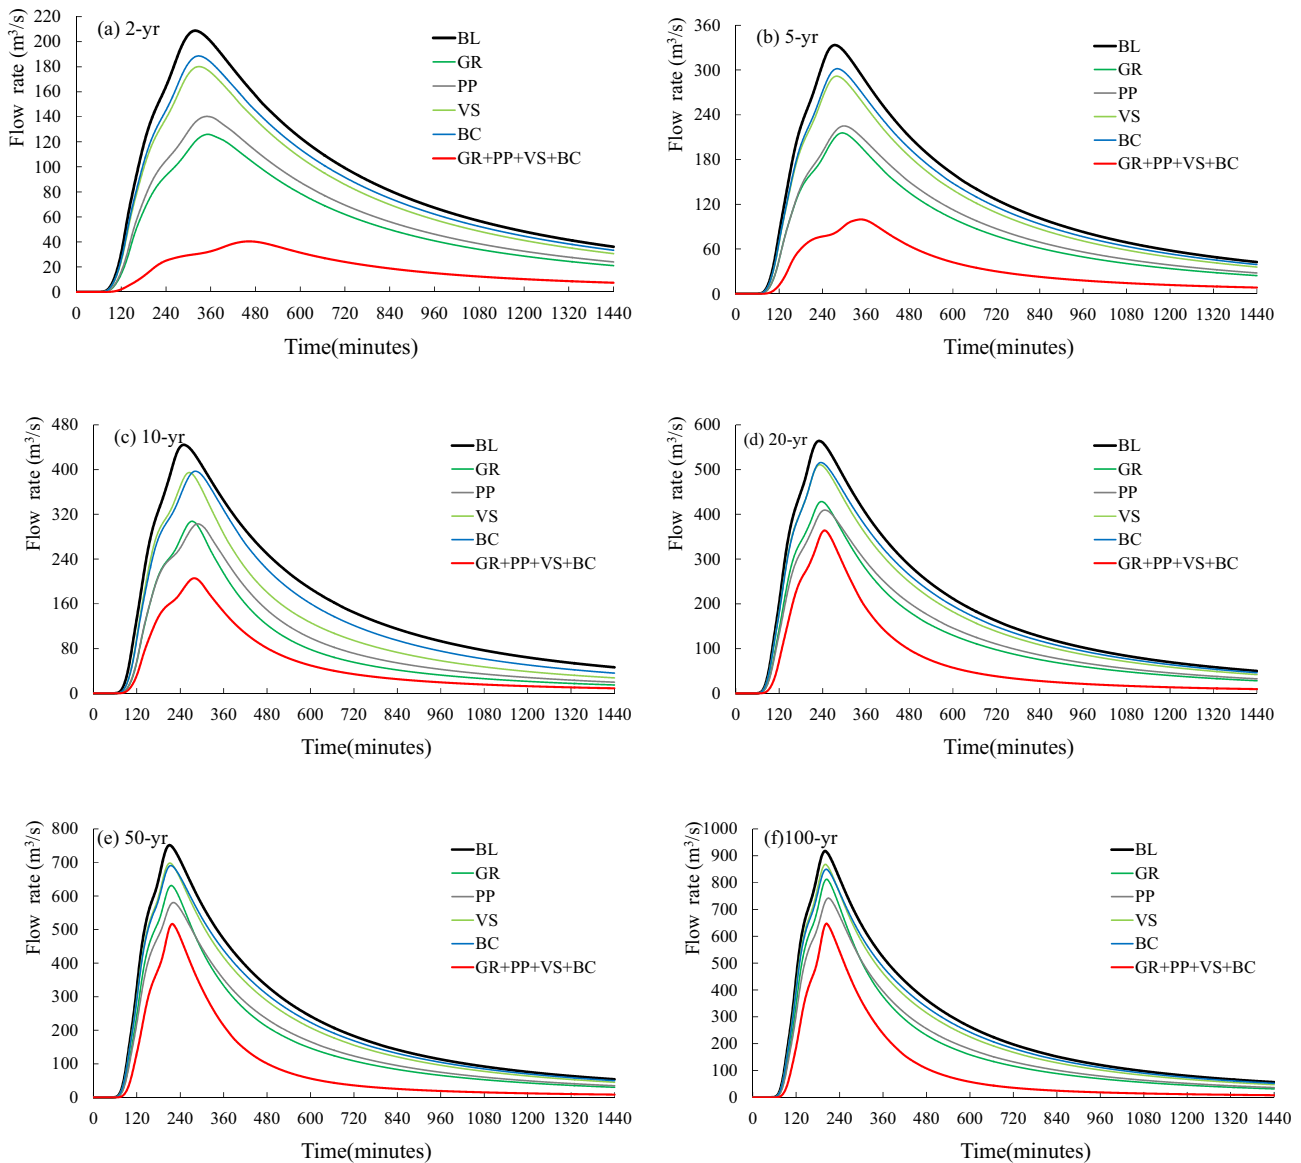 (a) 2-yr
Flow rate (m³/s)
220
200
180
160
140
120
100
80
60
40
20
0
BL
GR
PP
VS
BC
GR+PP+VS+BC
0 120 240 360 480 600 720 840 960 1080 1200 1320 1440
Time(minutes)
(b) 5-yr
Flow rate (m³/s)
360
300
240
180
120
60
0
BL
GR
PP
VS
BC
GR+PP+VS+BC
0 120 240 360 480 600 720 840 960 1080 1200 1320 1440
Time(minutes)
(c) 10-yr
Flow rate (m³/s)
480
400
320
240
160
80
0
BL
GR
PP
VS
BC
GR+PP+VS+BC
0 120 240 360 480 600 720 840 960 1080 1200 1320 1440
Time(minutes)
(d) 20-yr
Flow rate (m³/s)
600
500
400
300
200
100
0
BL
GR
PP
VS
BC
GR+PP+VS+BC
0 120 240 360 480 600 720 840 960 1080 1200 1320 1440
Time(minutes)
(e) 50-yr
Flow rate (m³/s)
800
700
600
500
400
300
200
100
0
BL
GR
PP
VS
BC
GR+PP+VS+BC
0 120 240 360 480 600 720 840 960 1080 1200 1320 1440
Time(minutes)
(f)100-yr
Flow rate (m³/s)
1000
900
800
700
600
500
400
300
200
100
0
BL
GR
PP
VS
BC
GR+PP+VS+BC
0 120 240 360 480 600 720 840 960 1080 1200 1320 1440
Time(minutes)